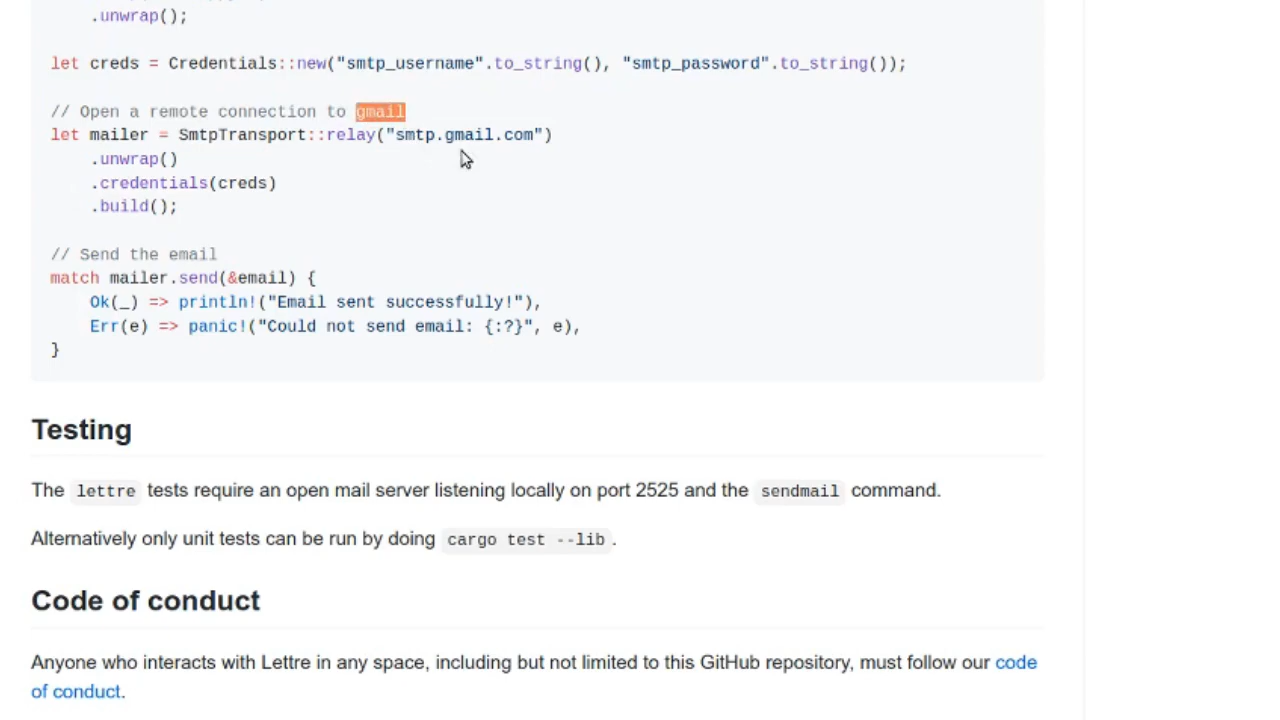 .unwrap();
let creds = Credentials::new("smtp_username".to_string(), "smtp_password".to_string());
// Open a remote connection to gmail
let mailer = SmtpTransport::relay("smtp.gmail.com")
.unwrap()
.credentials(creds)
.build();
// Send the email
match mailer.send(&email) {
Ok(_) => println!("Email sent successfully!"),
Err(e) => panic!("Could not send email: {:?}", e),
}
Testing
The lettre tests require an open mail server listening locally on port 2525 and the sendmail command.
Alternatively only unit tests can be run by doing cargo test --lib.
Code of conduct
Anyone who interacts with Lettre in any space, including but not limited to this GitHub repository, must follow our code
of conduct.